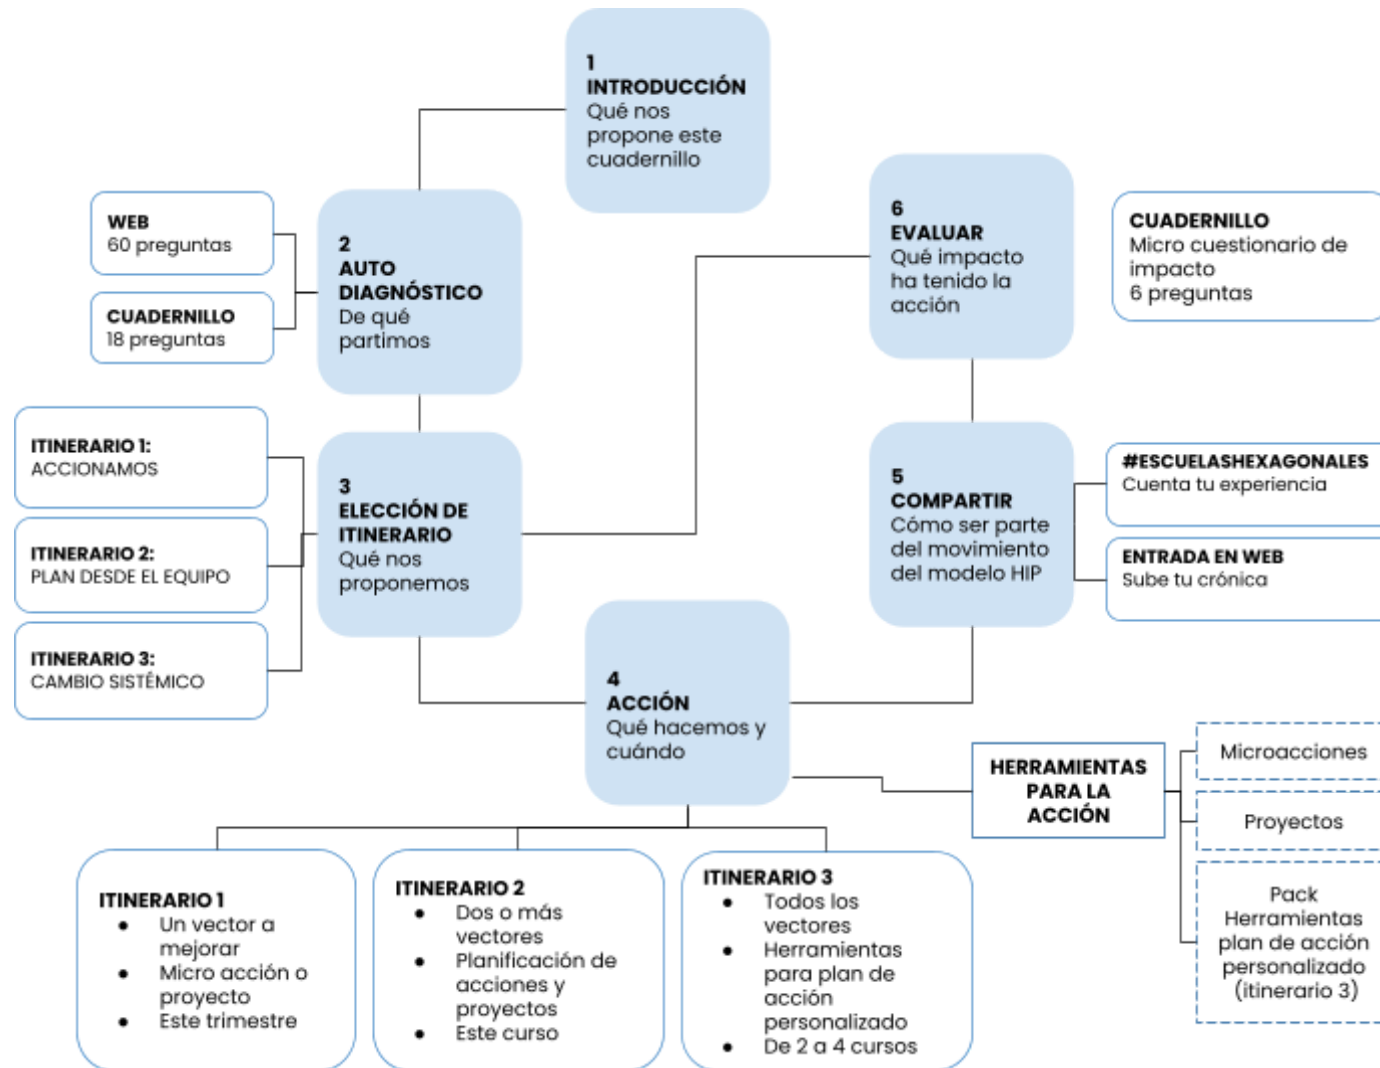 1
INTRODUCCIÓN
Qué nos
propone este
cuadernillo
WEB
60 preguntas
CUADERNILLO
18 preguntas
2
AUTO
DIAGNÓSTICO
De qué
partimos
6
EVALUAR
Qué impacto
ha tenido la
acción
CUADERNILLO
Micro cuestionario de
impacto
6 preguntas
ITINERARIO 1:
ACCIONAMOS
ITINERARIO 2:
PLAN DESDE EL EQUIPO
ITINERARIO 3:
CAMBIO SISTÉMICO
3
ELECCIÓN DE
ITINERARIO
Qué nos
proponemos
5
COMPARTIR
Cómo ser parte
del movimiento
del modelo HIP
#ESCUELASHEXAGONALES
Cuenta tu experiencia
ENTRADA EN WEB
Sube tu crónica
4
ACCIÓN
Qué hacemos y
cuándo
HERRAMIENTAS
PARA LA
ACCIÓN
Microacciones
Proyectos
Pack
Herramientas
plan de acción
personalizado
(itinerario 3)
ITINERARIO 1
● Un vector a
mejorar
● Micro acción o
proyecto
● Este trimestre
ITINERARIO 2
● Dos o más
vectores
● Planificación de
acciones y
proyectos
● Este curso
ITINERARIO 3
● Todos los
vectores
● Herramientas
para plan de
acción
personalizado
● De 2 a 4 cursos